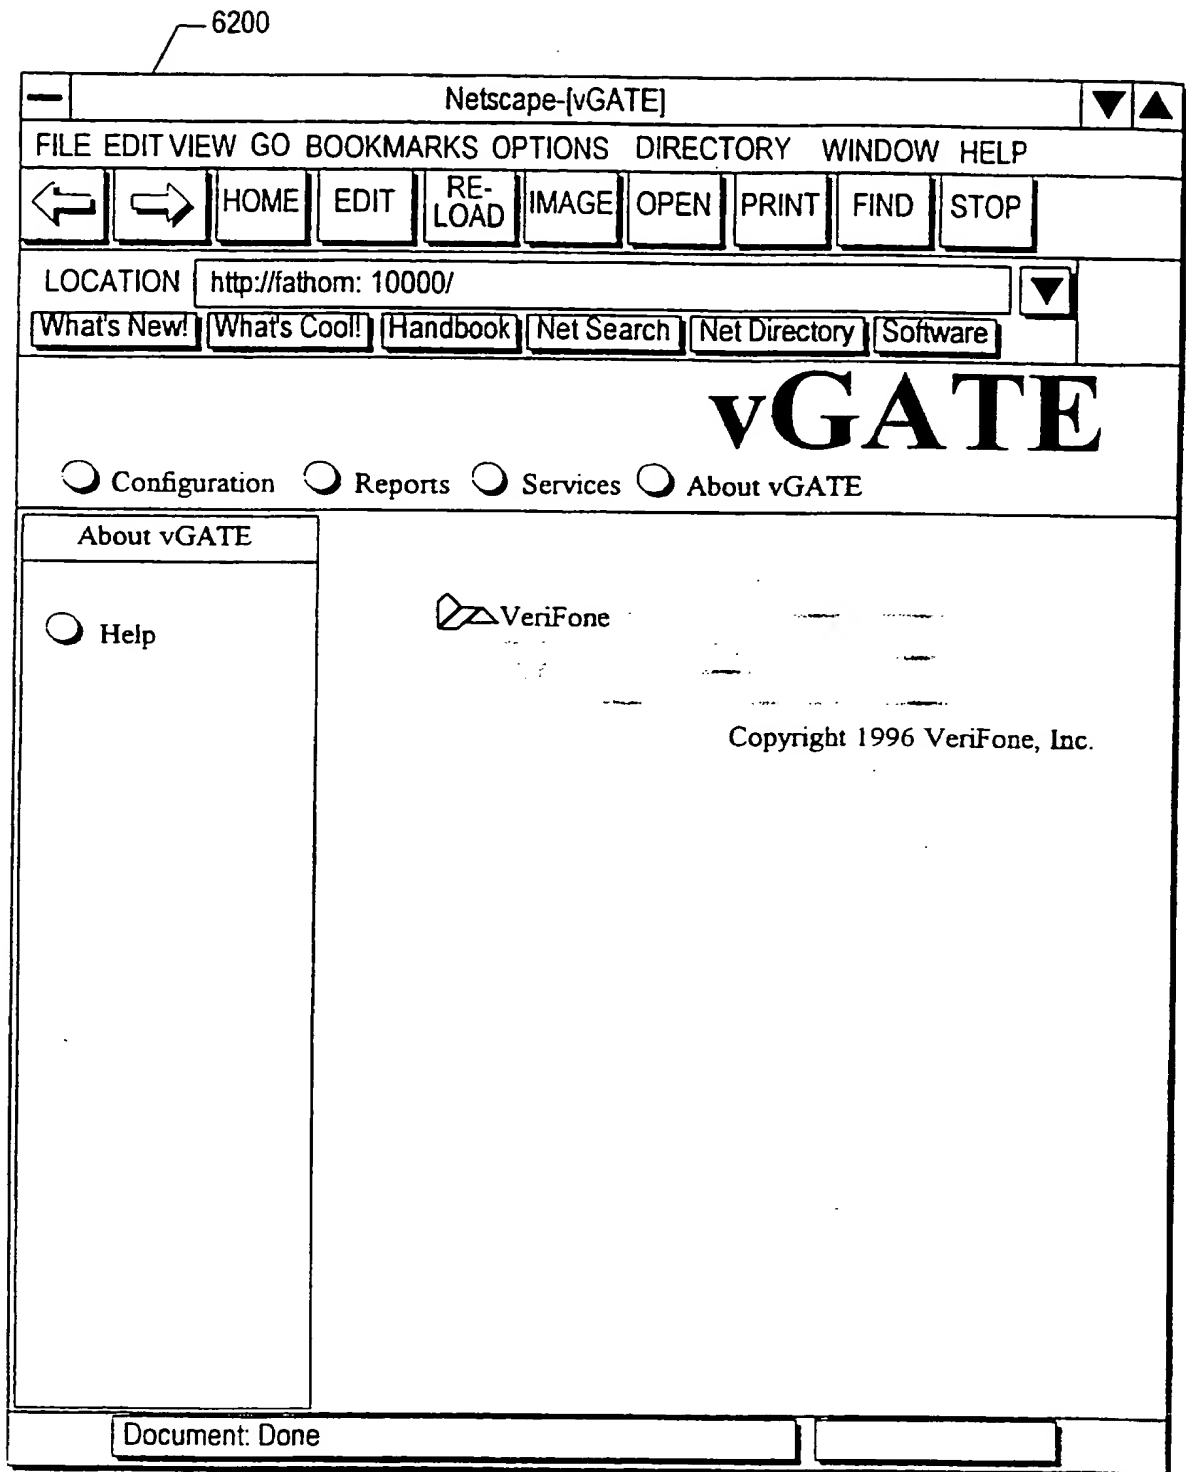 6200
Netscape-[vGATE]
FILE EDIT VIEW GO BOOKMARKS OPTIONS DIRECTORY WINDOW HELP
HOME EDIT RE-LOAD IMAGE OPEN PRINT FIND STOP
LOCATION http://fathom: 10000/
What's New! What's Cool! Handbook Net Search Net Directory Software
vGATE
Configuration Reports Services About vGATE
About vGATE
Help
VeriFone
Copyright 1996 VeriFone, Inc.
Document: Done